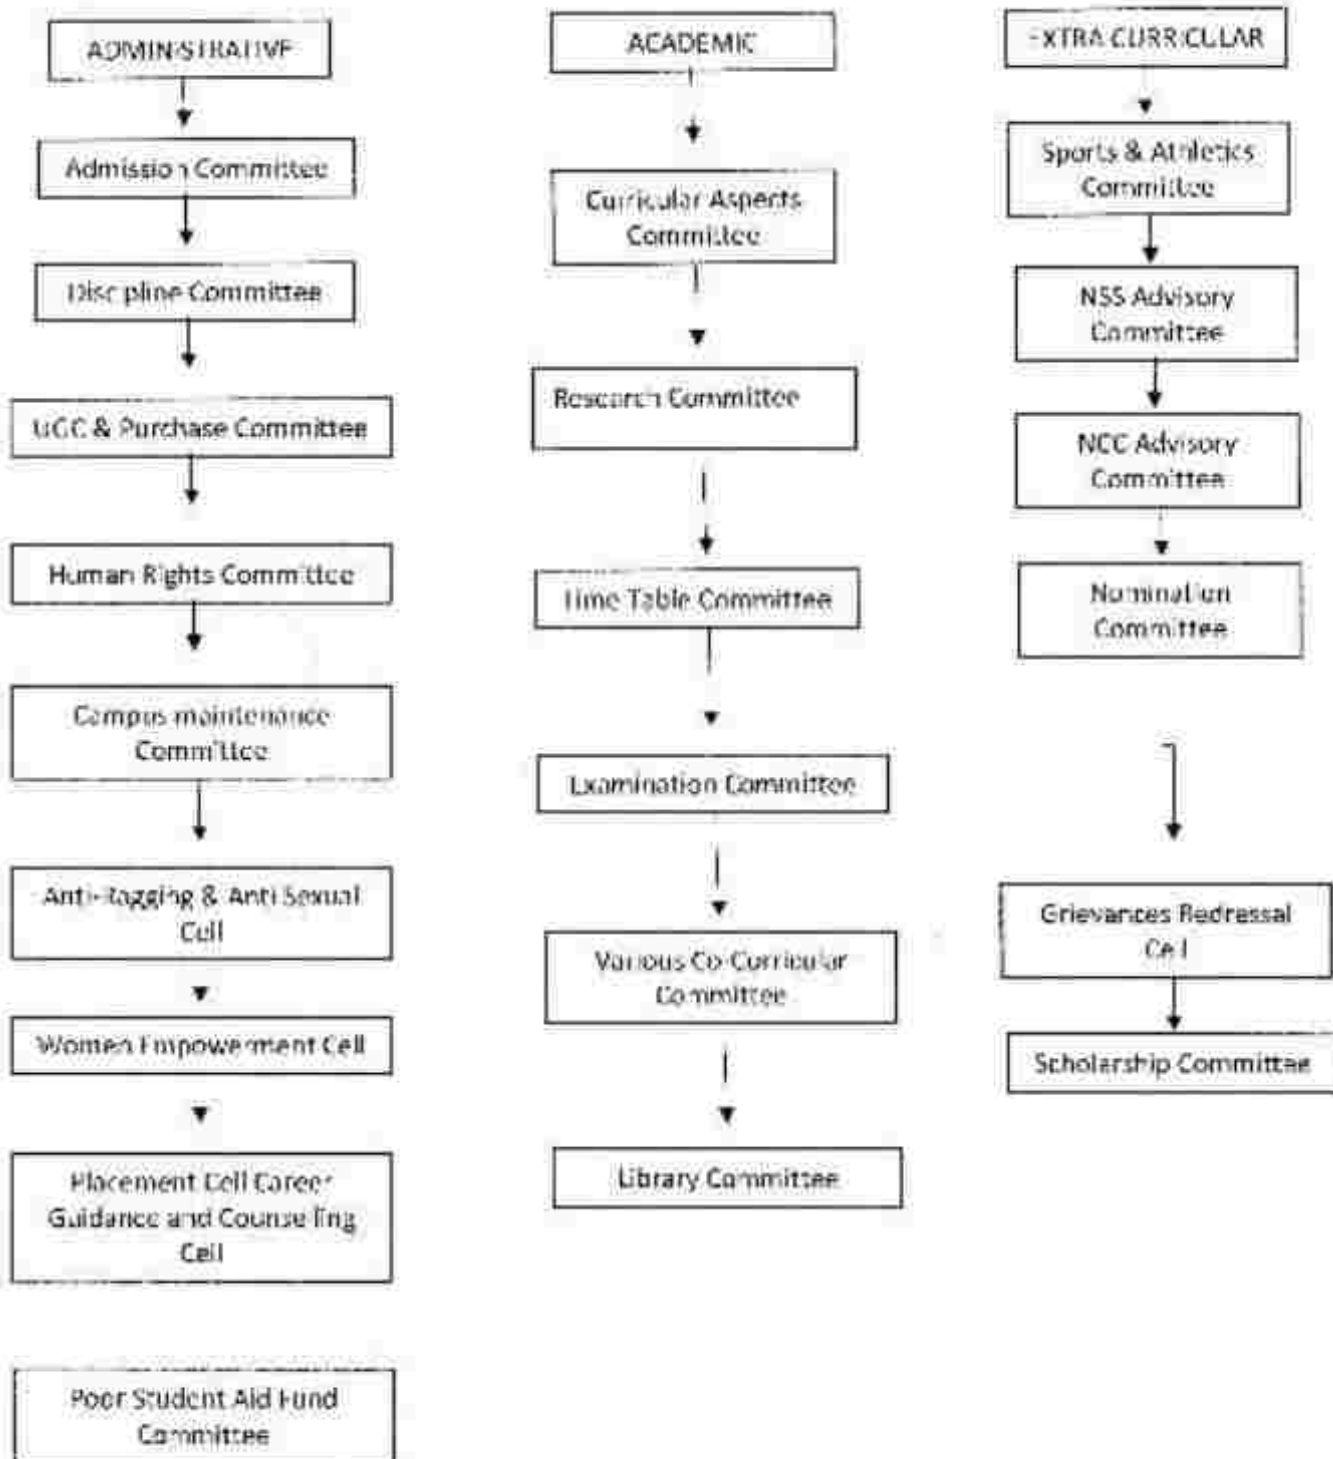 ADMINISTRATIVE
Admission Committee
Discipline Committee
UGC & Purchase Committee
Human Rights Committee
Campus maintenance
Committee
Anti-Ragging & Anti Sexual
Cell
Women Empowerment Cell
Placement Cell Career
Guidance and Counselling
Cell
Poor Student Aid Fund
Committee
ACADEMIC
Curricular Aspects
Committee
Research Committee
Time Table Committee
Examination Committee
Various Co-Curricular
Committee
Library Committee
EXTRA CURRICULAR
Sports & Athletics
Committee
NSS Advisory
Committee
NCC Advisory
Committee
Nomination
Committee
Grievances Redressal
Cell
Scholarship Committee